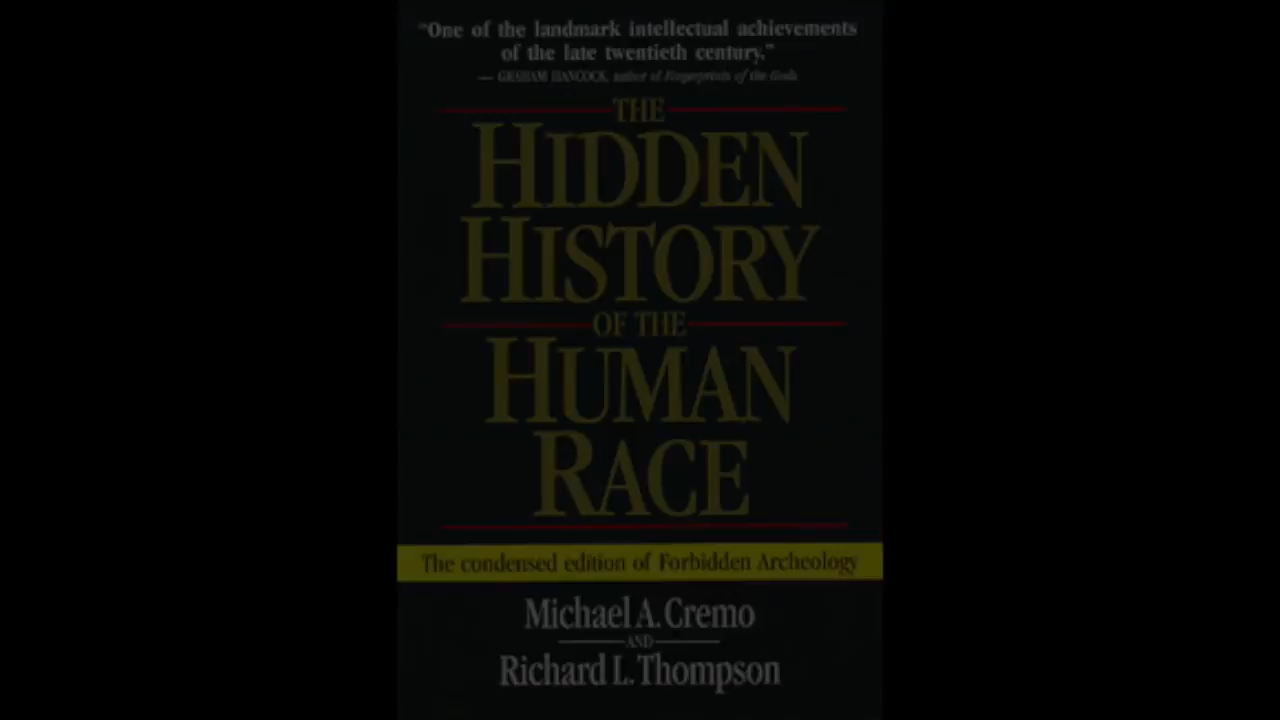 "One of the landmark intellectual achievements
of the late twentieth century."
— GRAHAM HANCOCK, author of Fingerprints of the Gods
THE
HIDDEN
HISTORY
OF THE
HUMAN
RACE
The condensed edition of Forbidden Archeology
Michael A. Cremo
AND
Richard L. Thompson